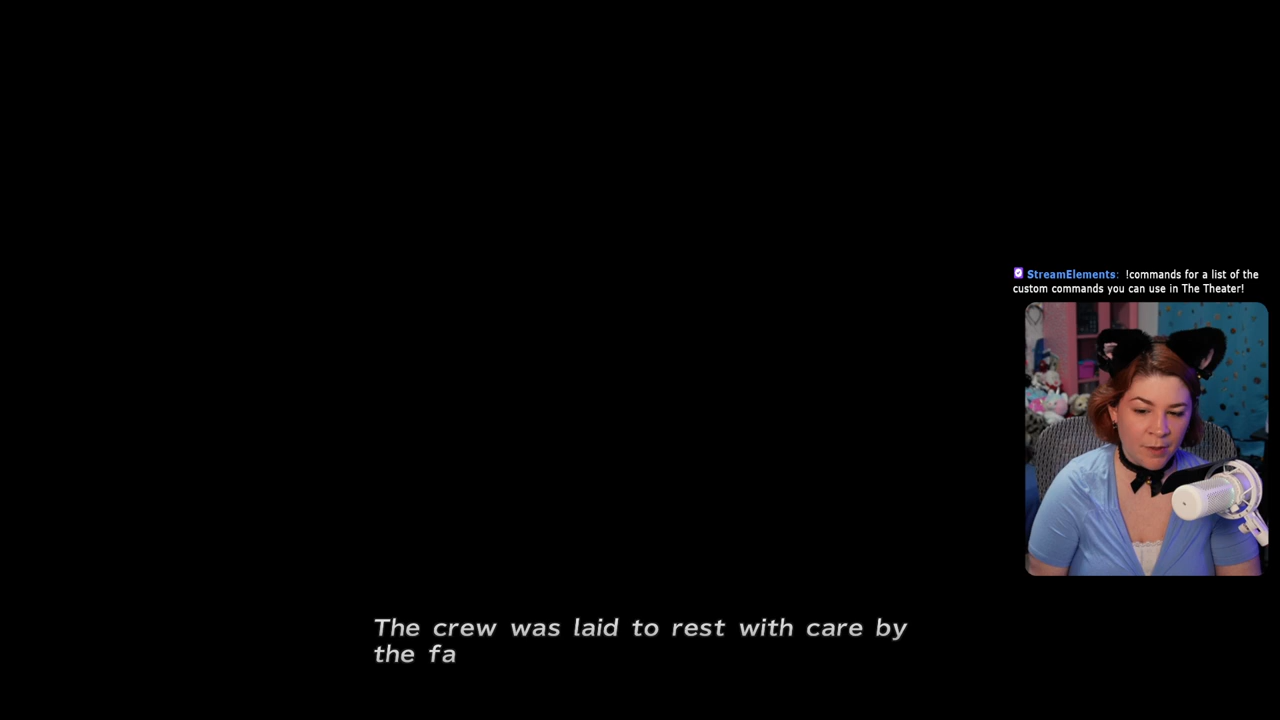 StreamElements: !commands for a list of the
custom commands you can use in The Theater!
The crew was laid to rest with care by
the fa